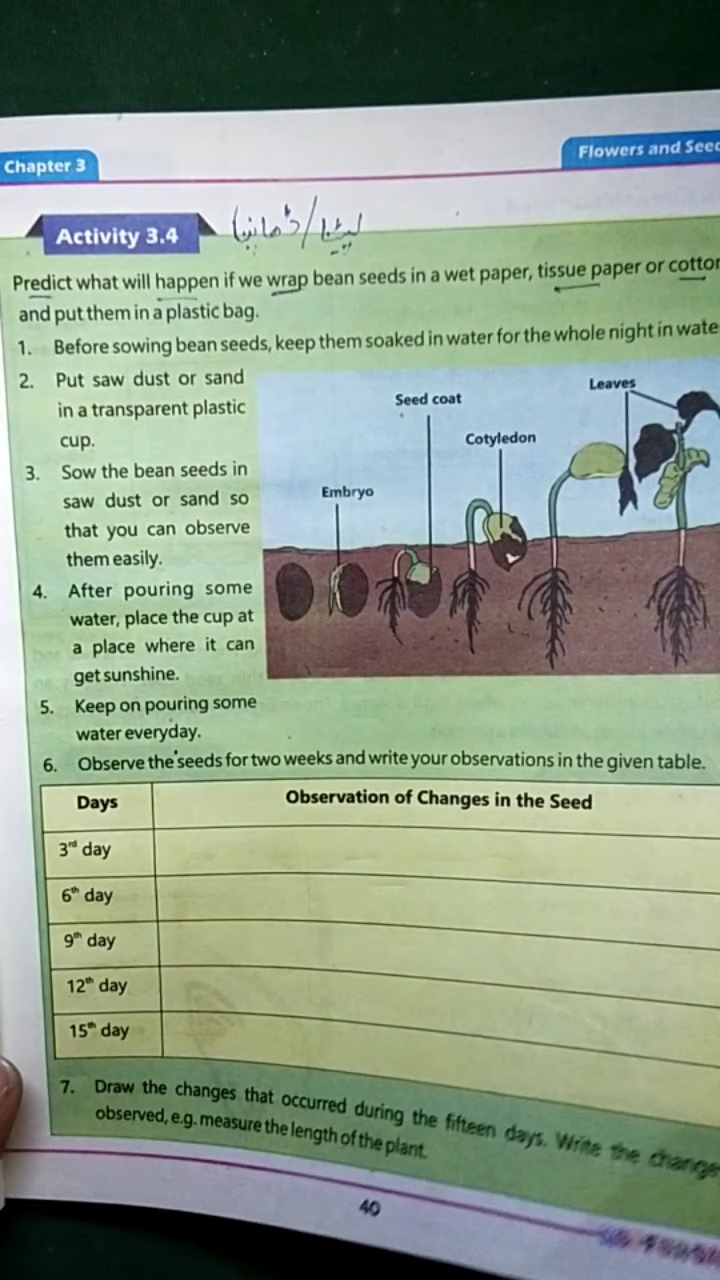 Chapter 3
Flowers and Seed
Activity 3.4
لپیٹنا/ڈھانپنا
Predict what will happen if we wrap bean seeds in a wet paper, tissue paper or cotton
and put them in a plastic bag.
1. Before sowing bean seeds, keep them soaked in water for the whole night in wate
2. Put saw dust or sand
in a transparent plastic
cup.
3. Sow the bean seeds in
saw dust or sand so
that you can observe
them easily.
4. After pouring some
water, place the cup at
a place where it can
get sunshine.
5. Keep on pouring some
water everyday.
Leaves
Seed coat
Cotyledon
Embryo
6. Observe the seeds for two weeks and write your observations in the given table.
Days Observation of Changes in the Seed
3rd day
6th day
9th day
12th day
15th day
7. Draw the changes that occurred during the fifteen days. Write the change
observed, e.g. measure the length of the plant.
40